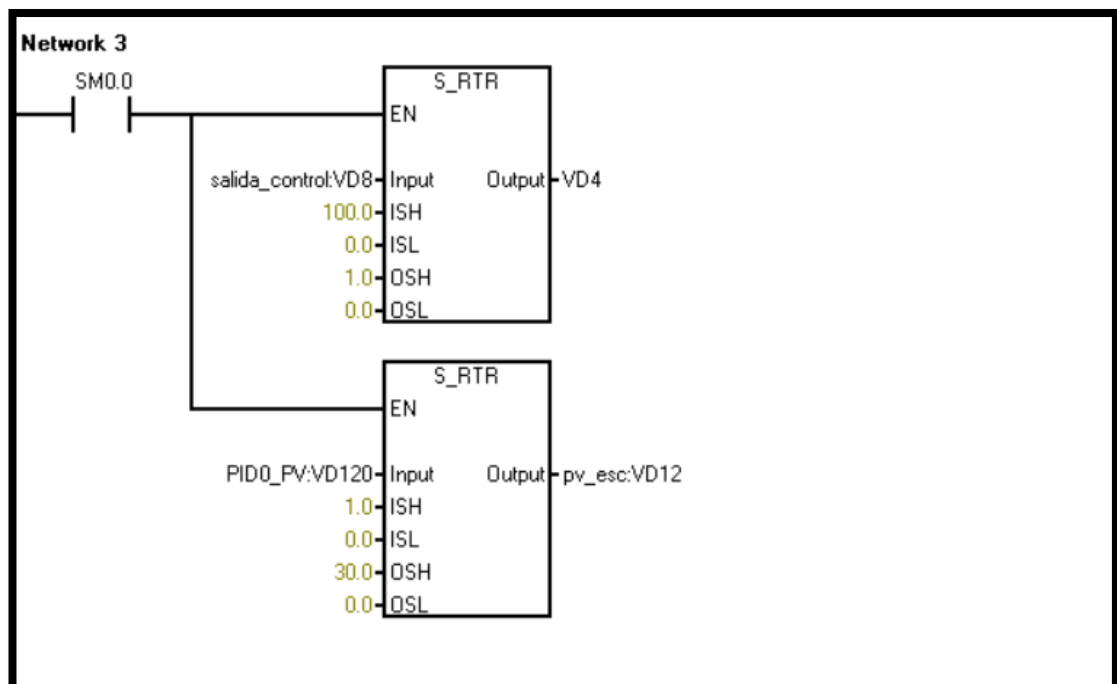 Network 3
SM0.0
S_RTR
EN
salida_control:VD8 Input Output VD4
100.0 ISH
0.0 ISL
1.0 OSH
0.0 OSL
S_RTR
EN
PID0_PV:VD120 Input Output pv_esc:VD12
1.0 ISH
0.0 ISL
30.0 OSH
0.0 OSL